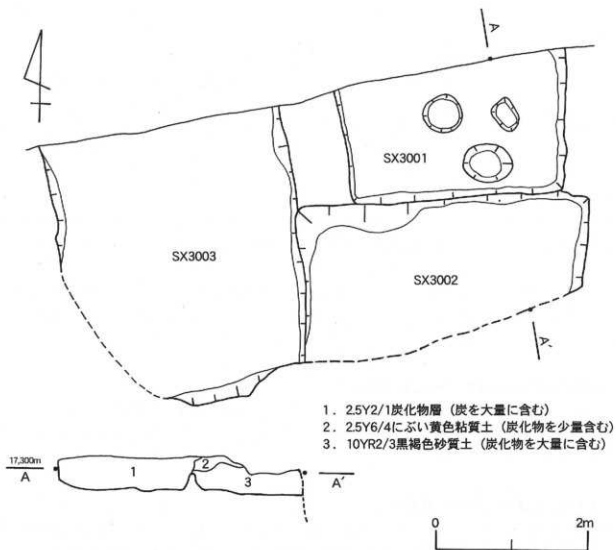 A
SX3001
SX3003
SX3002
A'
1. 2.5Y2/1炭化物層（炭を大量に含む）
2. 2.5Y6/4にぶい黄色粘質土（炭化物を少量含む）
3. 10YR2/3黒褐色砂質土（炭化物を大量に含む）
17,300m
A
1
2
3
A'
0
2m